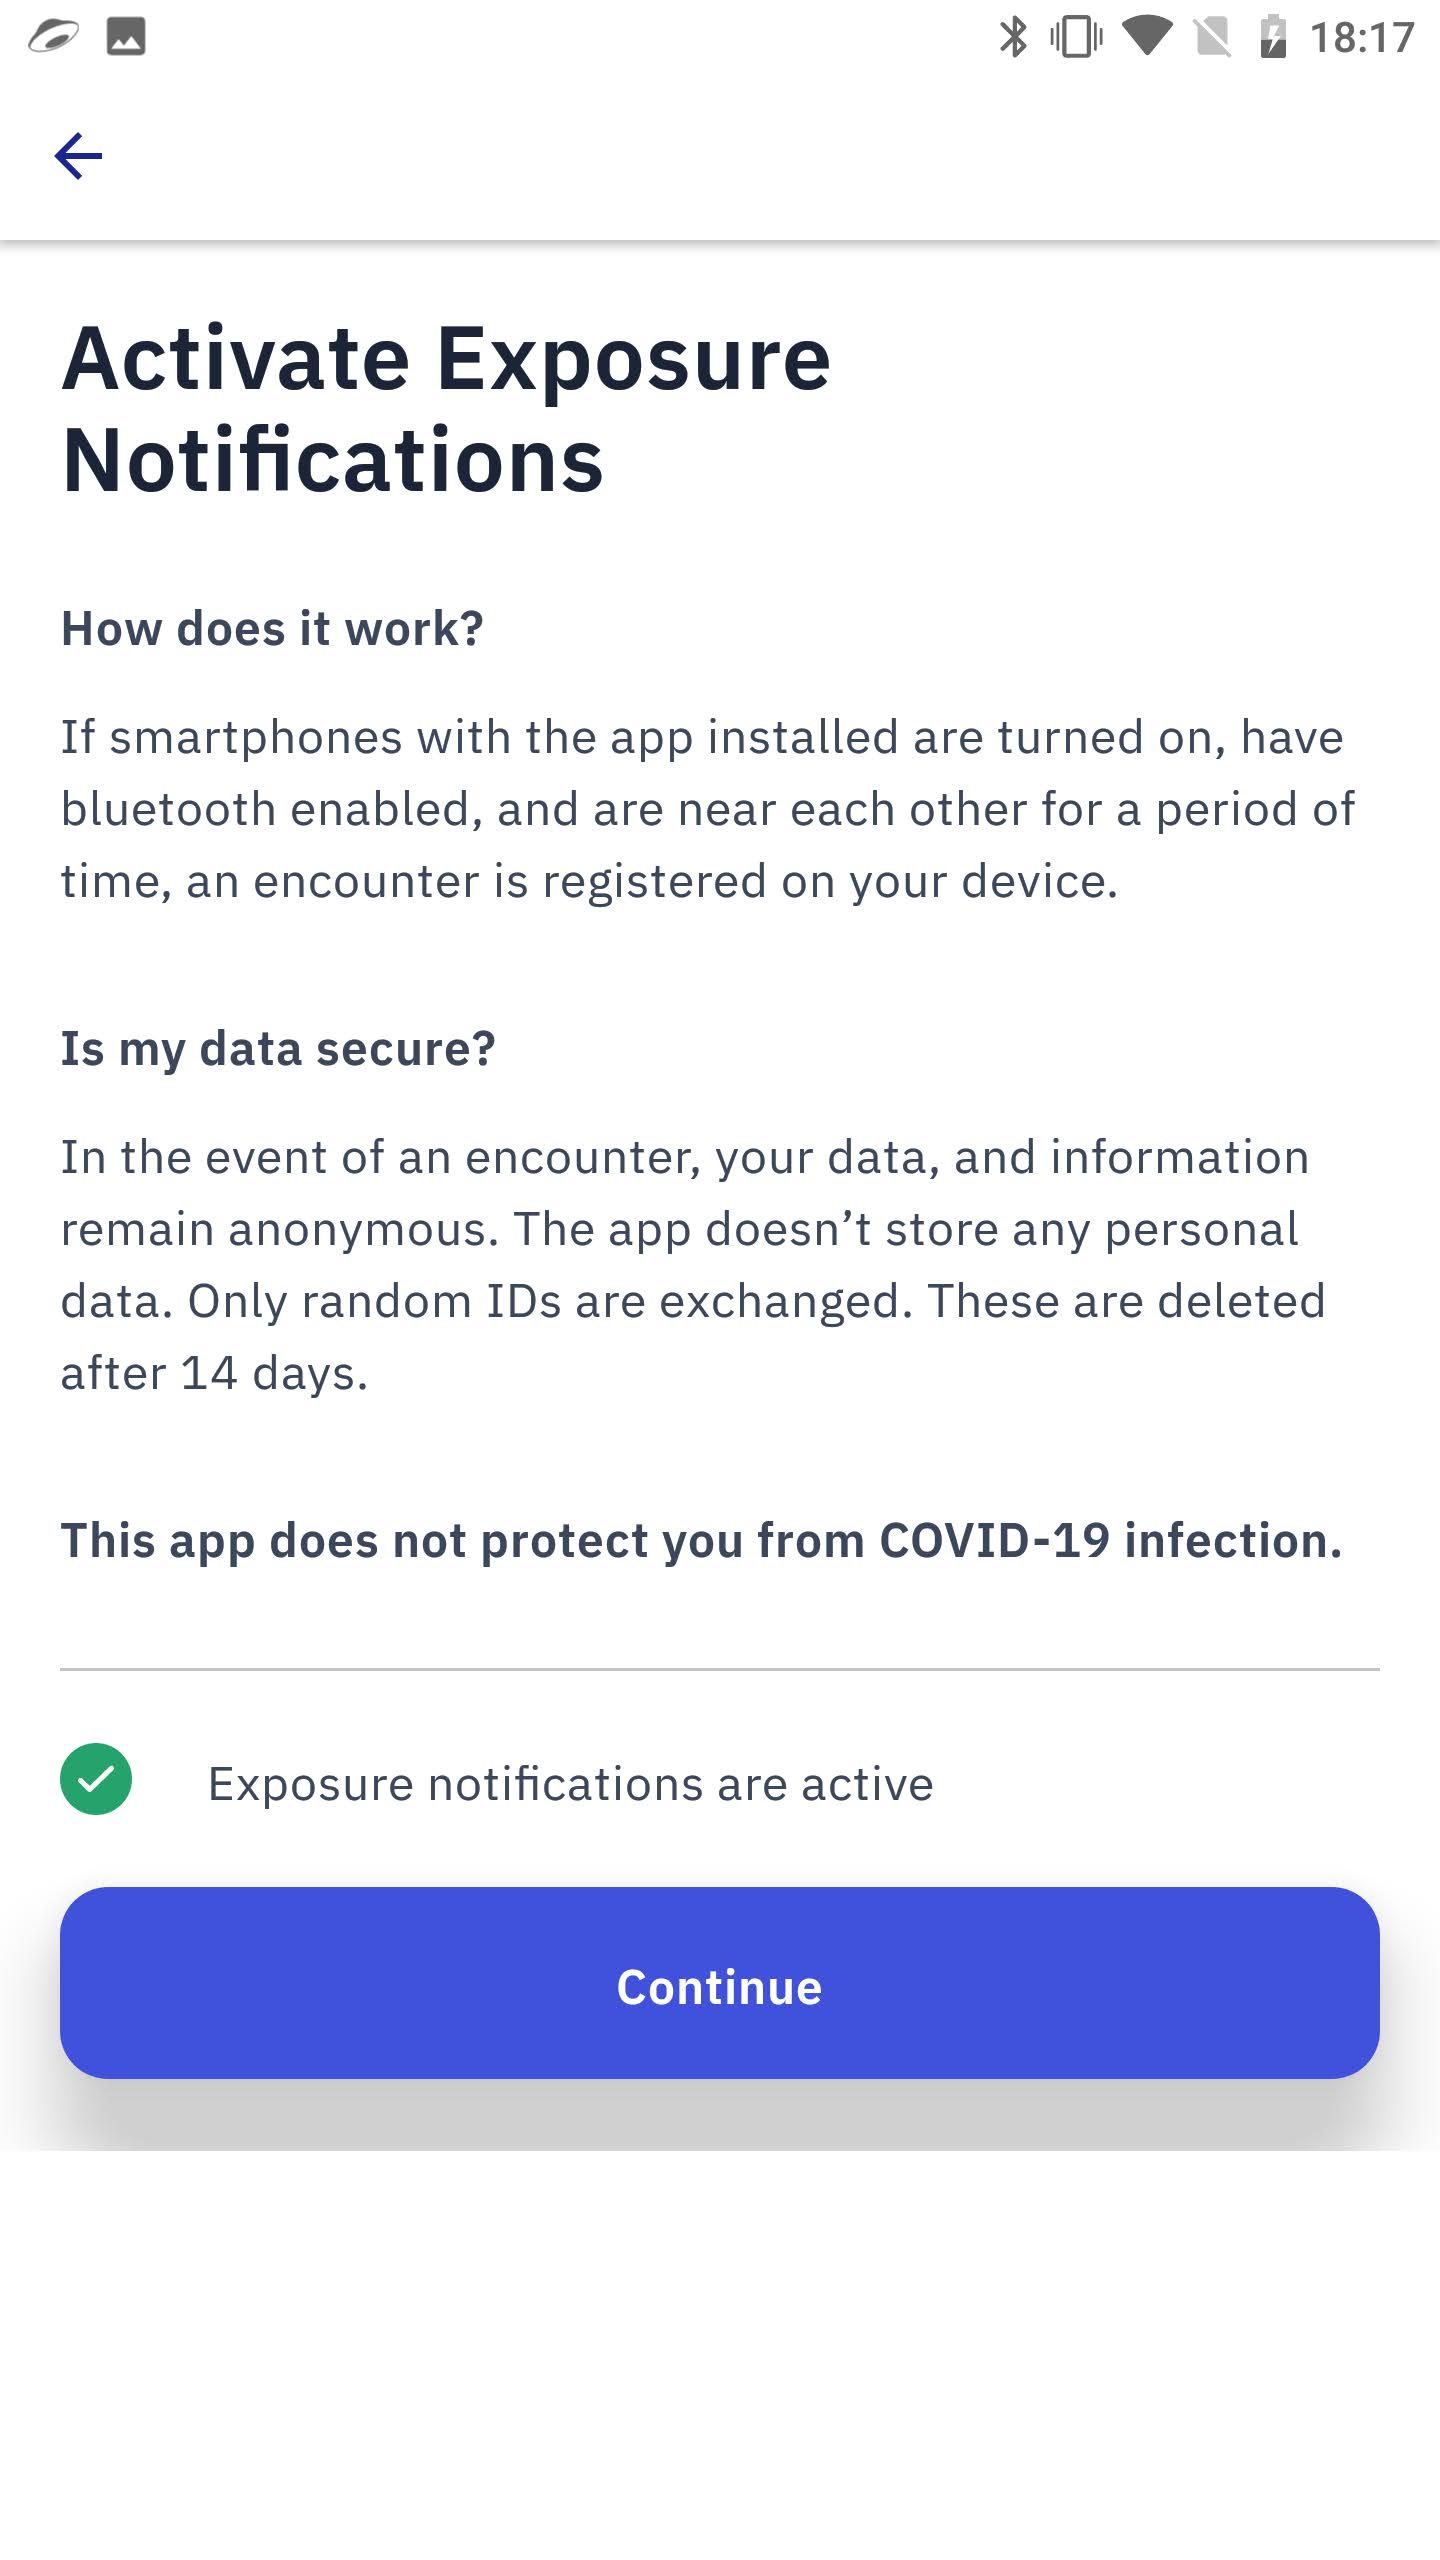 18:17
Activate Exposure
Notifications
How does it work?
If smartphones with the app installed are turned on, have
bluetooth enabled, and are near each other for a period of
time, an encounter is registered on your device.
Is my data secure?
In the event of an encounter, your data, and information
remain anonymous. The app doesn’t store any personal
data. Only random IDs are exchanged. These are deleted
after 14 days.
This app does not protect you from COVID-19 infection.
Exposure notifications are active
Continue